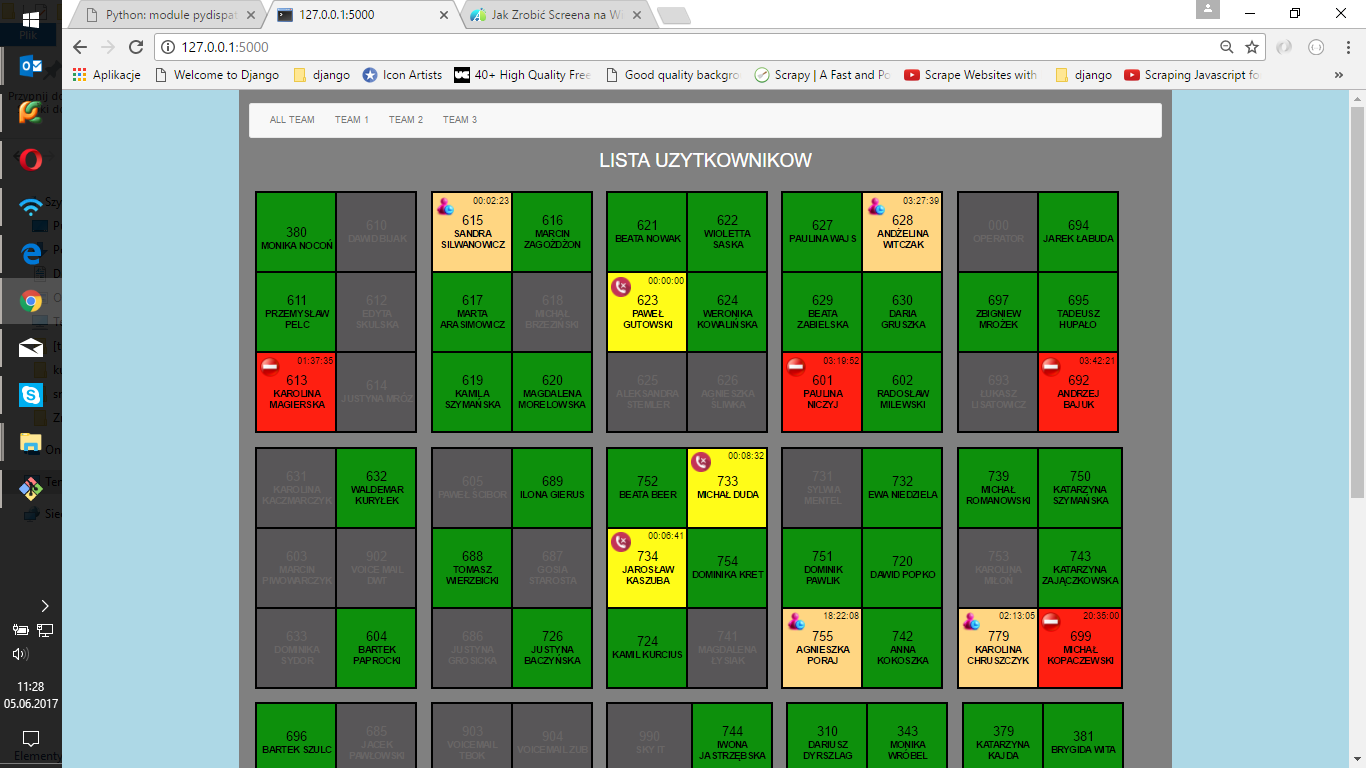 Python: module pydispat
127.0.0.1:5000
Jak Zrobić Screena na Wi
127.0.0.1:5000
Aplikacje
Welcome to Django
django
Icon Artists
40+ High Quality Free
Good quality backgro
Scrapy | A Fast and Po
Scrape Websites with
django
Scraping Javascript fo
ALL TEAM TEAM 1 TEAM 2 TEAM 3
LISTA UZYTKOWNIKOW
380
MONIKA NOCOŃ
610
DAWID BIJAK
00:02:23
615
SANDRA
SILWANOWICZ
616
MARCIN
ZAGOŻDŻON
621
BEATA NOWAK
622
WIOLETTA
SASKA
627
PAULINA WAJS
03:27:39
628
ANDŻELINA
WITCZAK
000
OPERATOR
694
JAREK ŁABUDA
611
PRZEMYSŁAW
PELC
612
EDYTA
SKULSKA
617
MARTA
ARASIMOWICZ
618
MICHAŁ
BRZEZIŃSKI
00:00:00
623
PAWEŁ
GUTOWSKI
624
WERONIKA
KOWALIŃSKA
629
BEATA
ZABIELSKA
630
DARIA
GRUSZKA
697
ZBIGNIEW
MROŻEK
695
TADEUSZ
HUPAŁO
01:37:35
613
KAROLINA
MAGIERSKA
614
JUSTYNA MRÓZ
619
KAMILA
SZYMAŃSKA
620
MAGDALENA
MORELOWSKA
625
ALEKSANDRA
STEMLER
626
AGNIESZKA
ŚLIWKA
03:19:52
601
PAULINA
NICZYJ
602
RADOSŁAW
MILEWSKI
693
ŁUKASZ
LISATOWICZ
03:42:21
692
ANDRZEJ
BAJUK
631
KAROLINA
KACZMARCZYK
632
WALDEMAR
KURYLEK
605
PAWEŁ ŚCIBOR
689
ILONA GIERUS
752
BEATA BEER
00:08:32
733
MICHAŁ DUDA
731
SYLWIA
MENTEL
732
EWA NIEDZIELA
739
MICHAŁ
ROMANOWSKI
750
KATARZYNA
SZYMAŃSKA
603
MARCIN
PIWOWARCZYK
902
VOICE MAIL
DWT
688
TOMASZ
WIERZBICKI
687
GOSIA
STAROSTA
00:06:41
734
JAROSŁAW
KASZUBA
754
DOMINIKA KRET
751
DOMINIK
PAWLIK
720
DAWID POPKO
753
KAROLINA
MILOŃ
743
KATARZYNA
ZAJĄCZKOWSKA
633
DOMINIKA
SYDOR
604
BARTEK
PAPROCKI
686
JUSTYNA
GROSICKA
726
JUSTYNA
BACZYŃSKA
724
KAMIL KURCIUS
741
MAGDALENA
ŁYSIAK
18:22:08
755
AGNIESZKA
PORAJ
742
ANNA
KOKOSZKA
02:13:05
779
KAROLINA
CHRUSZCZYK
20:35:00
699
MICHAŁ
KOPACZEWSKI
696
BARTEK SZULC
685
JACEK
PAWŁOWSKI
903
VOICEMAIL
TBOK
904
VOICEMAIL ZUB
990
SKY IT
744
IWONA
JASTRZĘBSKA
310
DARIUSZ
DYRSZLAG
343
MONIKA
WRÓBEL
379
KATARZYNA
KAJDA
381
BRYGIDA WITA
11:28
05.06.2017
Elementy